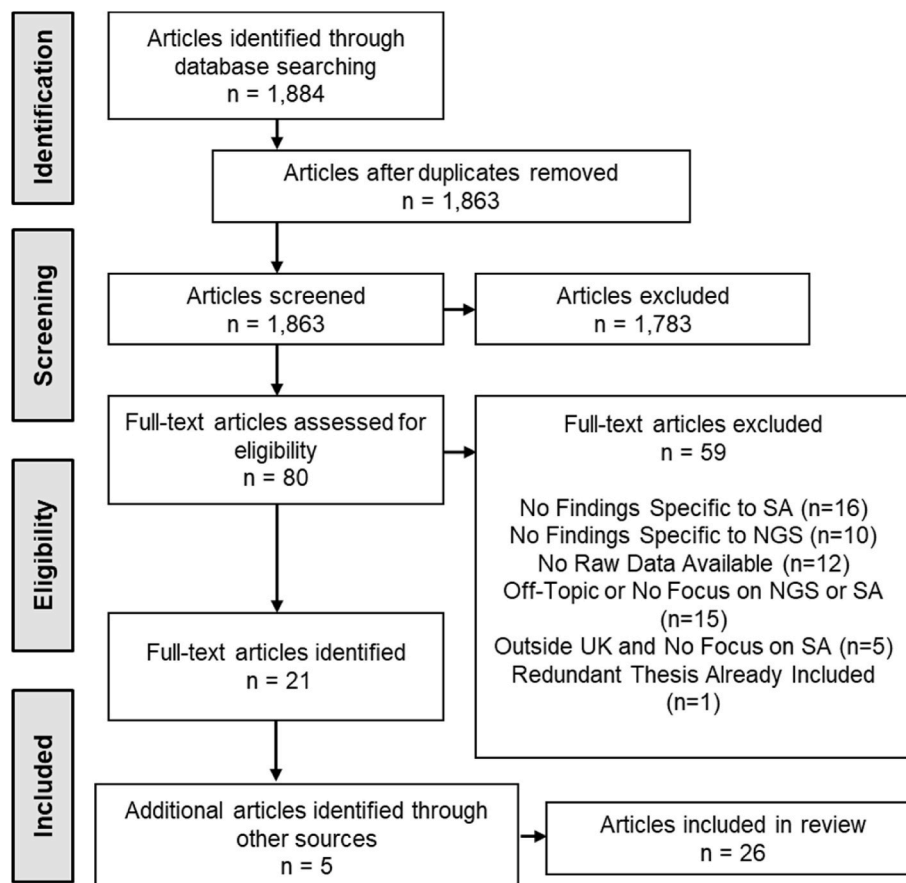 Identification
Articles identified through
database searching
n = 1,884
Articles after duplicates removed
n = 1,863
Screening
Articles screened
n = 1,863
Articles excluded
n = 1,783
Eligibility
Full-text articles assessed for
eligibility
n = 80
Full-text articles excluded
n = 59
No Findings Specific to SA (n=16)
No Findings Specific to NGS (n=10)
No Raw Data Available (n=12)
Off-Topic or No Focus on NGS or SA
(n=15)
Outside UK and No Focus on SA (n=5)
Redundant Thesis Already Included
(n=1)
Full-text articles identified
n = 21
Included
Additional articles identified through
other sources
n = 5
Articles included in review
n = 26